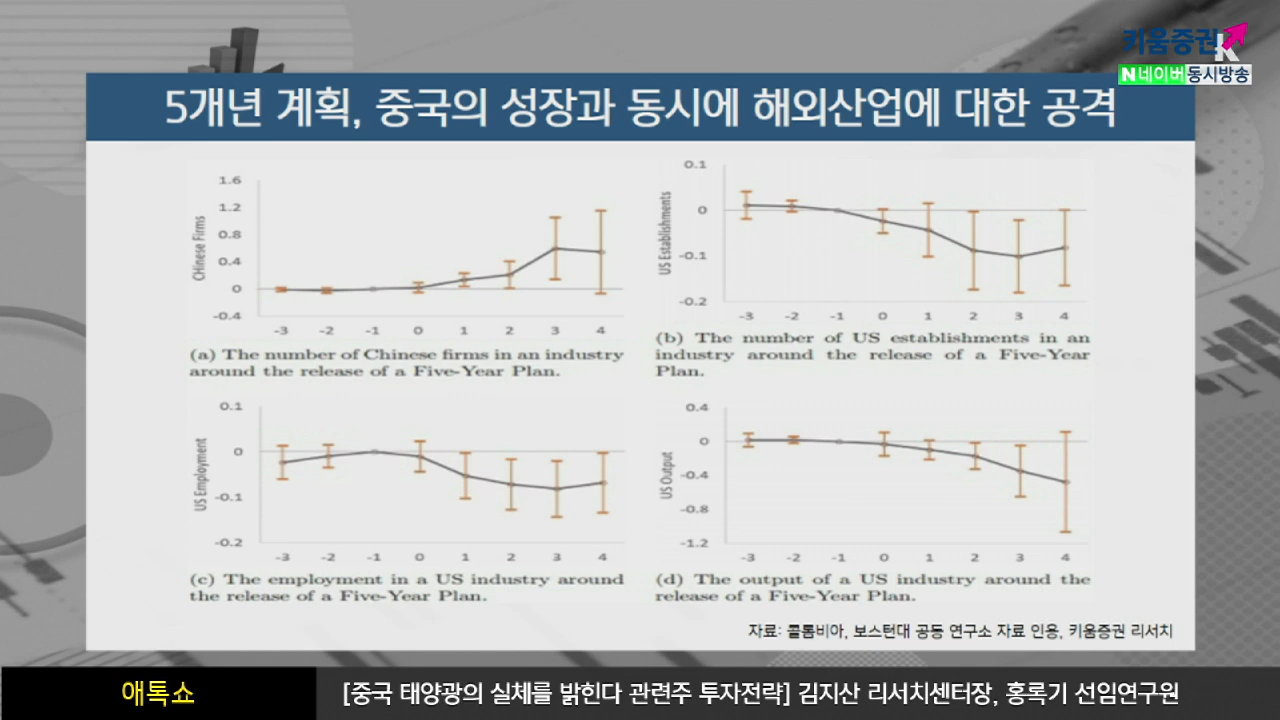 키움증권
N네이버 동시방송
5개년 계획, 중국의 성장과 동시에 해외산업에 대한 공격
CHinese Firms
1.6
1.2
0.8
0.4
0
-0.4
-3 -2 -1 0 1 2 3 4
(a) The number of Chinese firms in an industry
around the release of a Five-Year Plan.
US Establishments
0.1
0
-0.1
-0.2
-3 -2 -1 0 1 2 3 4
(b) The number of US establishments in an
industry around the release of a Five-Year
Plan.
US Employment
0.1
0
-0.1
-0.2
-3 -2 -1 0 1 2 3 4
(c) The employment in a US industry around
the release of a Five-Year Plan.
US Output
0.4
0
-0.4
-0.8
-1.2
-3 -2 -1 0 1 2 3 4
(d) The output of a US industry around the
release of a Five-Year Plan.
자료: 콜롬비아, 보스턴대 공동 연구소 자료 인용, 키움증권 리서치
애톡쇼
[중국 태양광의 실체를 밝힌다 관련주 투자전략] 김지산 리서치센터장, 홍록기 선임연구원